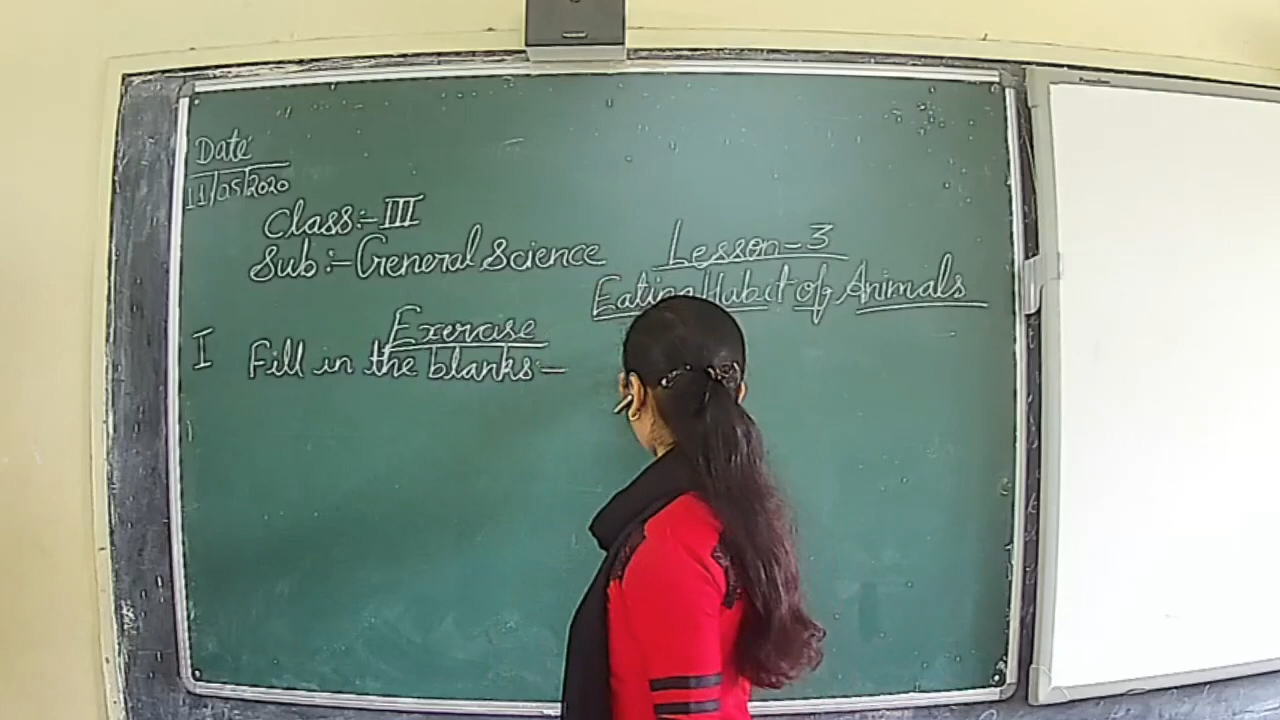 Date
11/05/2020
Class:- III
Sub:- General Science
Lesson-3
Eating Habit of Animals
Exercise
I Fill in the blanks:-